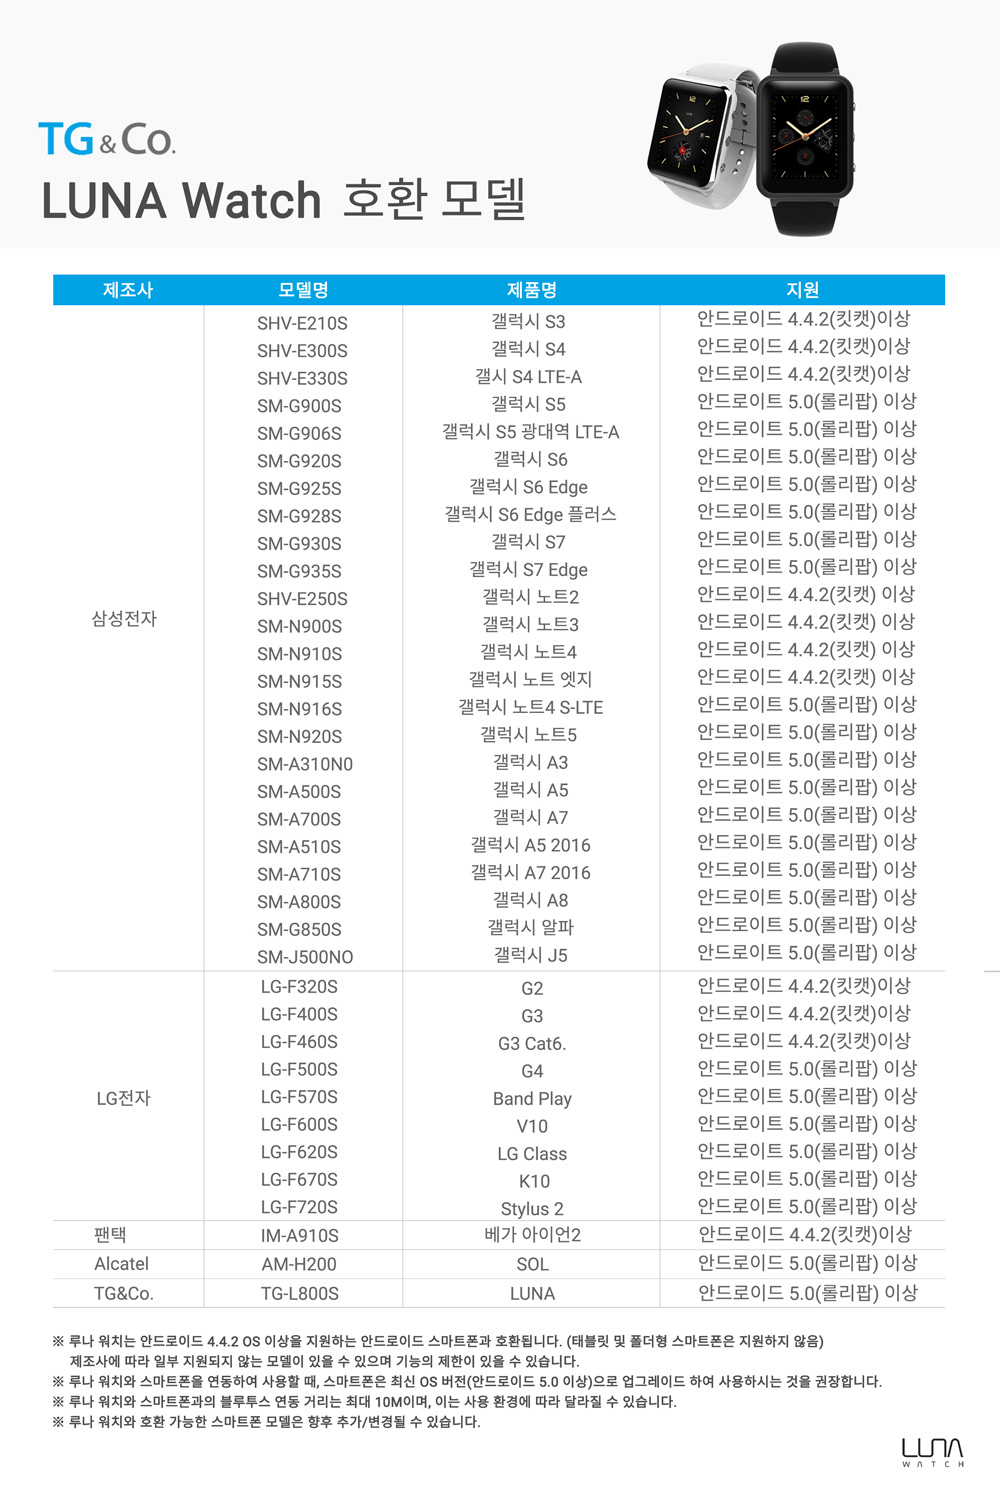 TG & Co.
LUNA Watch 호환 모델
제조사 모델명 제품명 지원
SHV-E210S 갤럭시 S3 안드로이드 4.4.2(킷캣)이상
SHV-E300S 갤럭시 S4 안드로이드 4.4.2(킷캣)이상
SHV-E330S 갤시 S4 LTE-A 안드로이드 4.4.2(킷캣)이상
SM-G900S 갤럭시 S5 안드로이트 5.0(롤리팝) 이상
SM-G906S 갤럭시 S5 광대역 LTE-A 안드로이트 5.0(롤리팝) 이상
SM-G920S 갤럭시 S6 안드로이트 5.0(롤리팝) 이상
SM-G925S 갤럭시 S6 Edge 안드로이트 5.0(롤리팝) 이상
SM-G928S 갤럭시 S6 Edge 플러스 안드로이트 5.0(롤리팝) 이상
SM-G930S 갤럭시 S7 안드로이트 5.0(롤리팝) 이상
SM-G935S 갤럭시 S7 Edge 안드로이트 5.0(롤리팝) 이상
SHV-E250S 갤럭시 노트2 안드로이드 4.4.2(킷캣) 이상
삼성전자 SM-N900S 갤럭시 노트3 안드로이드 4.4.2(킷캣) 이상
SM-N910S 갤럭시 노트4 안드로이드 4.4.2(킷캣) 이상
SM-N915S 갤럭시 노트 엣지 안드로이드 4.4.2(킷캣) 이상
SM-N916S 갤럭시 노트4 S-LTE 안드로이트 5.0(롤리팝) 이상
SM-N920S 갤럭시 노트5 안드로이트 5.0(롤리팝) 이상
SM-A310N0 갤럭시 A3 안드로이트 5.0(롤리팝) 이상
SM-A500S 갤럭시 A5 안드로이트 5.0(롤리팝) 이상
SM-A700S 갤럭시 A7 안드로이트 5.0(롤리팝) 이상
SM-A510S 갤럭시 A5 2016 안드로이트 5.0(롤리팝) 이상
SM-A710S 갤럭시 A7 2016 안드로이트 5.0(롤리팝) 이상
SM-A800S 갤럭시 A8 안드로이트 5.0(롤리팝) 이상
SM-G850S 갤럭시 알파 안드로이트 5.0(롤리팝) 이상
SM-J500NO 갤럭시 J5 안드로이트 5.0(롤리팝) 이상
LG-F320S G2 안드로이드 4.4.2(킷캣)이상
LG-F400S G3 안드로이드 4.4.2(킷캣)이상
LG-F460S G3 Cat6. 안드로이드 4.4.2(킷캣)이상
LG-F500S G4 안드로이드 5.0(롤리팝) 이상
LG전자 LG-F570S Band Play 안드로이드 5.0(롤리팝) 이상
LG-F600S V10 안드로이드 5.0(롤리팝) 이상
LG-F620S LG Class 안드로이드 5.0(롤리팝) 이상
LG-F670S K10 안드로이드 5.0(롤리팝) 이상
LG-F720S Stylus 2 안드로이드 5.0(롤리팝) 이상
팬택 IM-A910S 베가 아이언2 안드로이드 4.4.2(킷캣)이상
Alcatel AM-H200 SOL 안드로이드 5.0(롤리팝) 이상
TG&Co. TG-L800S LUNA 안드로이드 5.0(롤리팝) 이상
※ 루나 워치는 안드로이드 4.4.2 OS 이상을 지원하는 안드로이드 스마트폰과 호환됩니다. (태블릿 및 폴더형 스마트폰은 지원하지 않음)
제조사에 따라 일부 지원되지 않는 모델이 있을 수 있으며 기능의 제한이 있을 수 있습니다.
※ 루나 워치와 스마트폰을 연동하여 사용할 때, 스마트폰은 최신 OS 버전(안드로이드 5.0 이상)으로 업그레이드 하여 사용하시는 것을 권장합니다.
※ 루나 워치와 스마트폰과의 블루투스 연동 거리는 최대 10M이며, 이는 사용 환경에 따라 달라질 수 있습니다.
※ 루나 워치와 호환 가능한 스마트폰 모델은 향후 추가/변경될 수 있습니다.
LUNA
WATCH